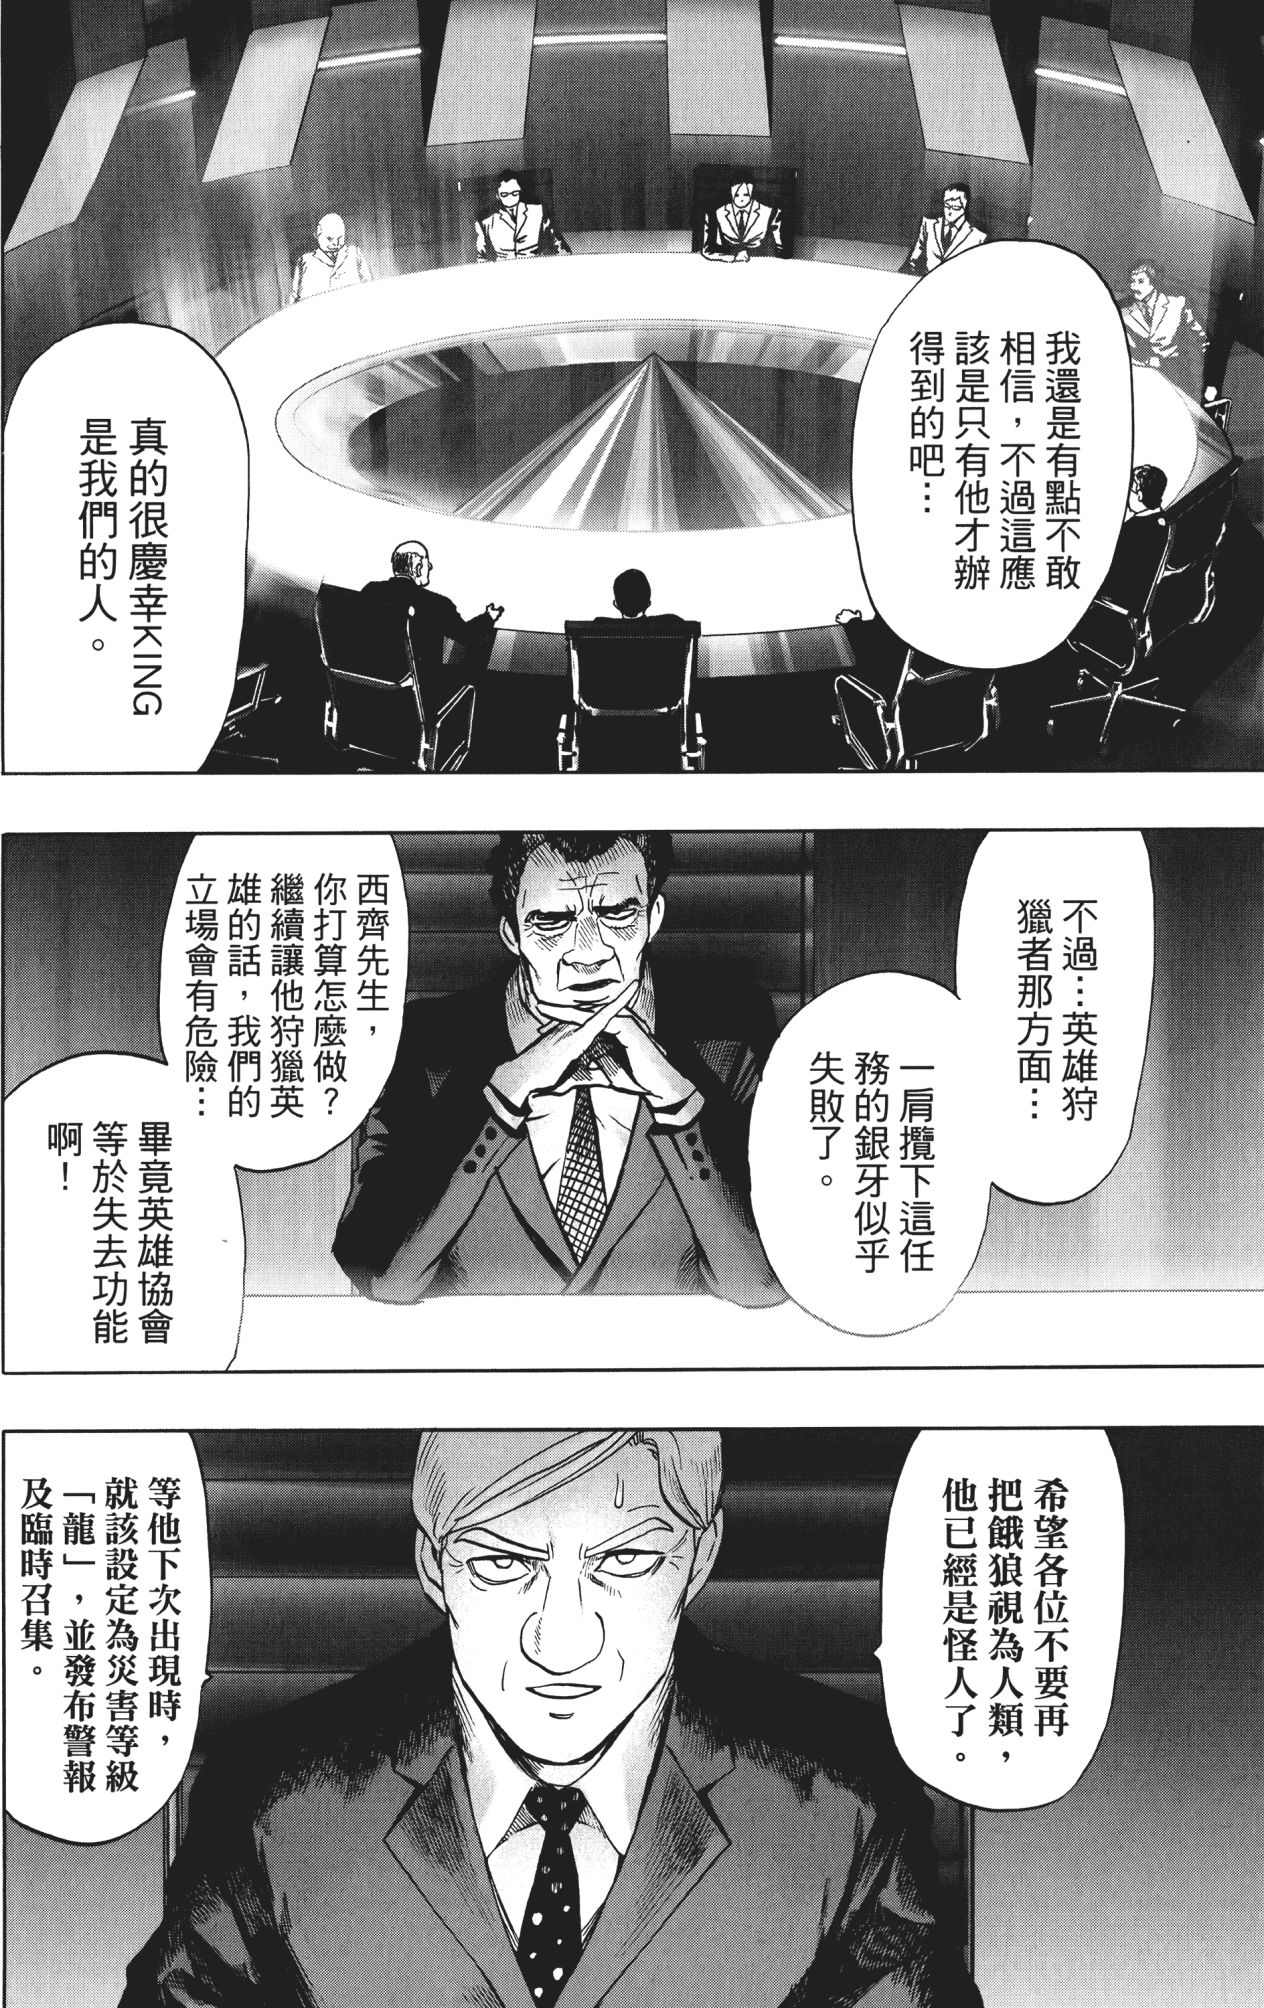 我還是有點不敢
相信，不過這應
該是只有他才辦
得到的吧…
真的很慶幸KING
是我們的人。
不過…英雄狩
獵者那方面…
一肩攬下這任
務的銀牙似乎
失敗了。
西齊先生，
你打算怎麼做？
繼續讓他狩獵英
雄的話，我們的
立場會有危險…
畢竟英雄協會
等於失去功能
啊！
希望各位不要再
把餓狼視為人類，
他已經是怪人了。
等他下次出現時，
就該設定為災害等級
「龍」，並發布警報
及臨時召集。